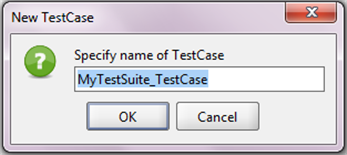 New TestCase
Specify name of TestCase
MyTestSuite_TestCase
OK
Cancel